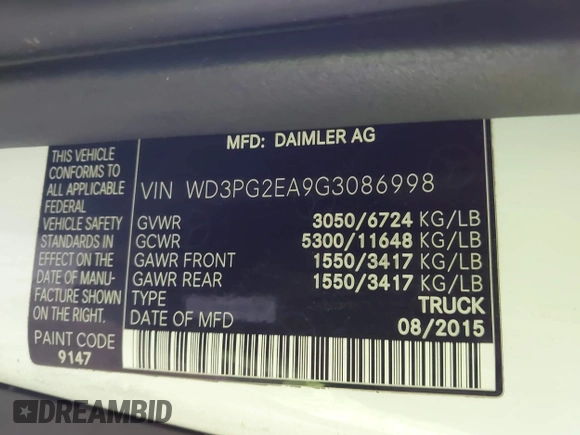 MFD: DAIMLER AG
THIS VEHICLE
CONFORMS TO
ALL APPLICABLE
FEDERAL
VEHICLE SAFETY
STANDARDS IN
EFFECT ON THE
DATE OF MANU-
FACTURE SHOWN
ON THE RIGHT.
PAINT CODE
9147
VIN WD3PG2EA9G3086998
GVWR 3050/6724 KG/LB
GCWR 5300/11648 KG/LB
GAWR FRONT 1550/3417 KG/LB
GAWR REAR 1550/3417 KG/LB
TYPE TRUCK
DATE OF MFD 08/2015
DREAMBID